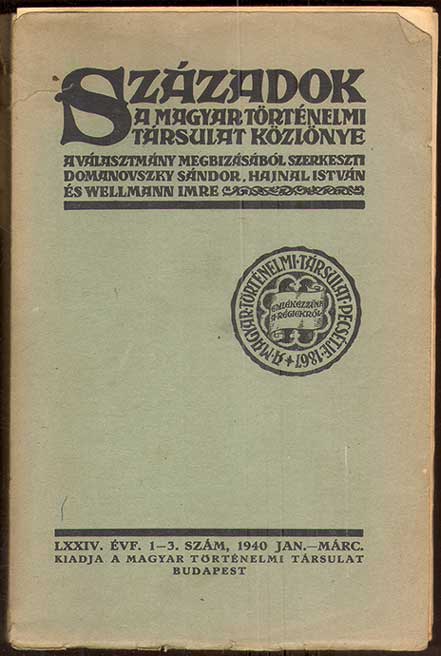 SZÁZADOK
A MAGYAR TÖRTÉNELMI
TÁRSULAT KÖZLÖNYE
A VÁLASZTMÁNY MEGBIZÁSÁBÓL SZERKESZTI
DOMANOVSZKY SÁNDOR, HAJNAL ISTVÁN
ÉS WELLMANN IMRE
A·MAGYAR·TÖRTÉNELMI·TÁRSULAT·PECSÉTJE·1867
EMLÉKEZZÜNK
A RÉGIEKRŐL
LXXIV. ÉVF. 1—3. SZÁM, 1940 JAN.—MÁRC.
KIADJA A MAGYAR TÖRTÉNELMI TÁRSULAT
BUDAPEST